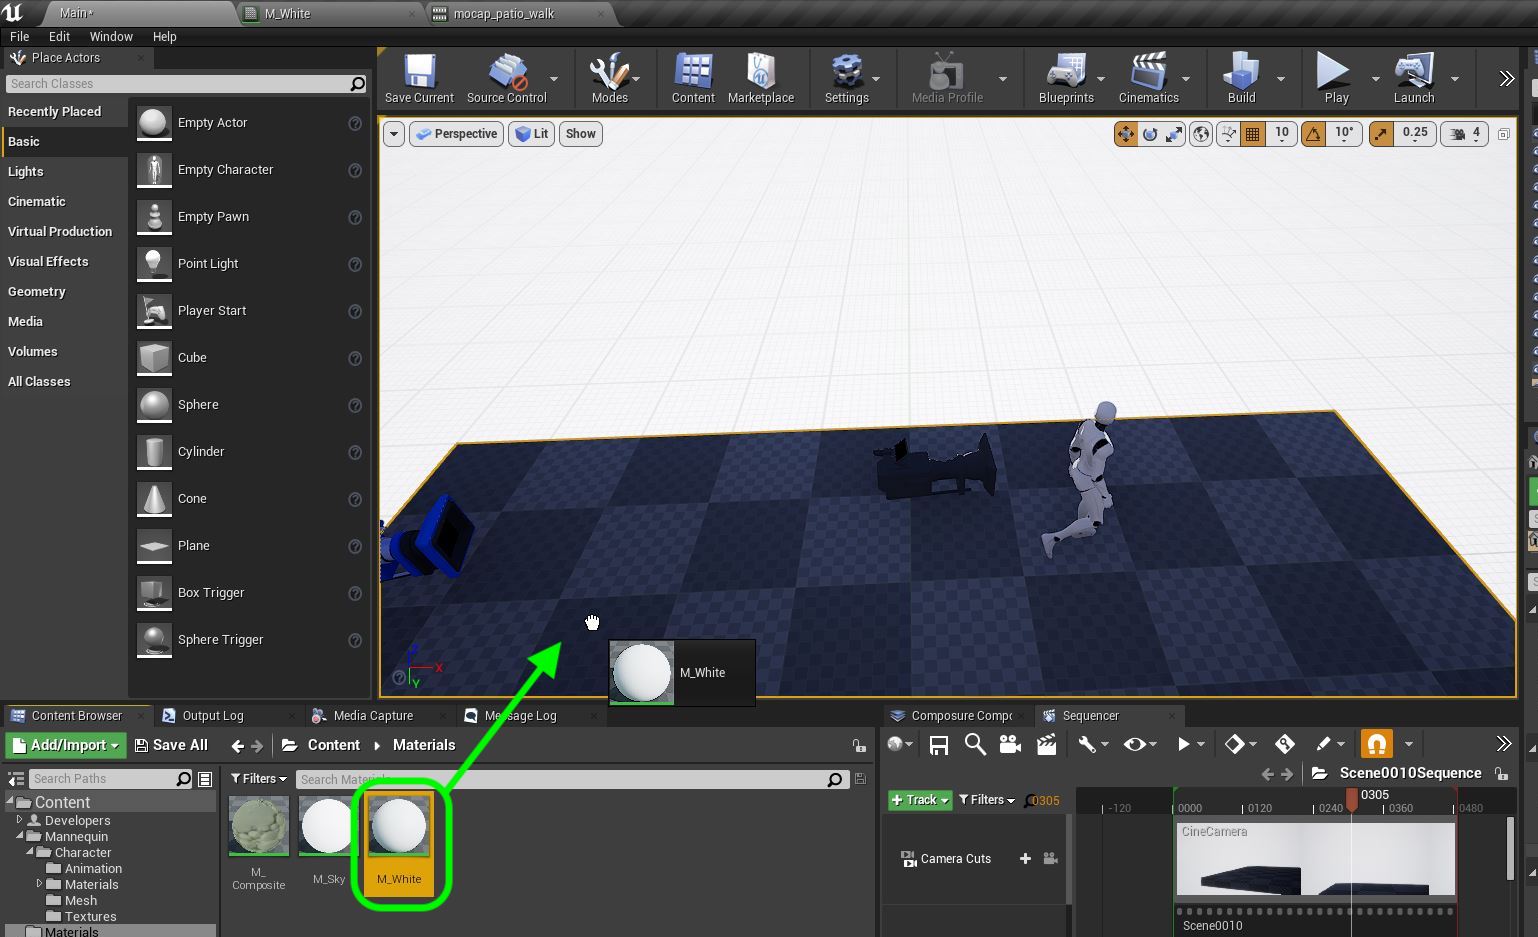 Main*
M_White
mocap_patio_walk
File Edit Window Help
Place Actors
Search Classes
Recently Placed
Basic
Lights
Cinematic
Virtual Production
Visual Effects
Geometry
Media
Volumes
All Classes
Empty Actor
Empty Character
Empty Pawn
Point Light
Player Start
Cube
Sphere
Cylinder
Cone
Plane
Box Trigger
Sphere Trigger
Save Current
Source Control
Modes
Content
Marketplace
Settings
Media Profile
Blueprints
Cinematics
Build
Play
Launch
Perspective
Lit
Show
10
10°
0.25
4
Z
X
Y
M_White
Content Browser
Output Log
Media Capture
Message Log
Add/Import
Save All
Content
Materials
Search Paths
Filters
Content
Developers
Mannequin
Character
Animation
Materials
Mesh
Textures
Materials
M_
Composite
M_Sky
M_White
Composure Compo
Sequencer
Scene0010Sequence
Track
Filters
0305
0305
-120
0000
0120
0240
0360
0480
Camera Cuts
CineCamera
Scene0010